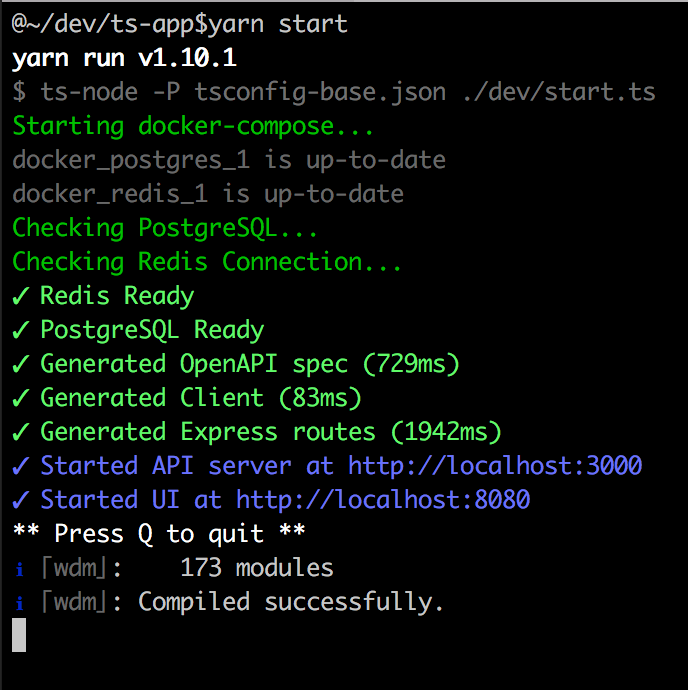 @~/dev/ts-app$yarn start
yarn run v1.10.1
$ ts-node -P tsconfig-base.json ./dev/start.ts
Starting docker-compose...
docker_postgres_1 is up-to-date
docker_redis_1 is up-to-date
Checking PostgreSQL...
Checking Redis Connection...
✓ Redis Ready
✓ PostgreSQL Ready
✓ Generated OpenAPI spec (729ms)
✓ Generated Client (83ms)
✓ Generated Express routes (1942ms)
✓ Started API server at http://localhost:3000
✓ Started UI at http://localhost:8080
** Press Q to quit **
ℹ ⌈wdm⌋:    173 modules
ℹ ⌈wdm⌋: Compiled successfully.